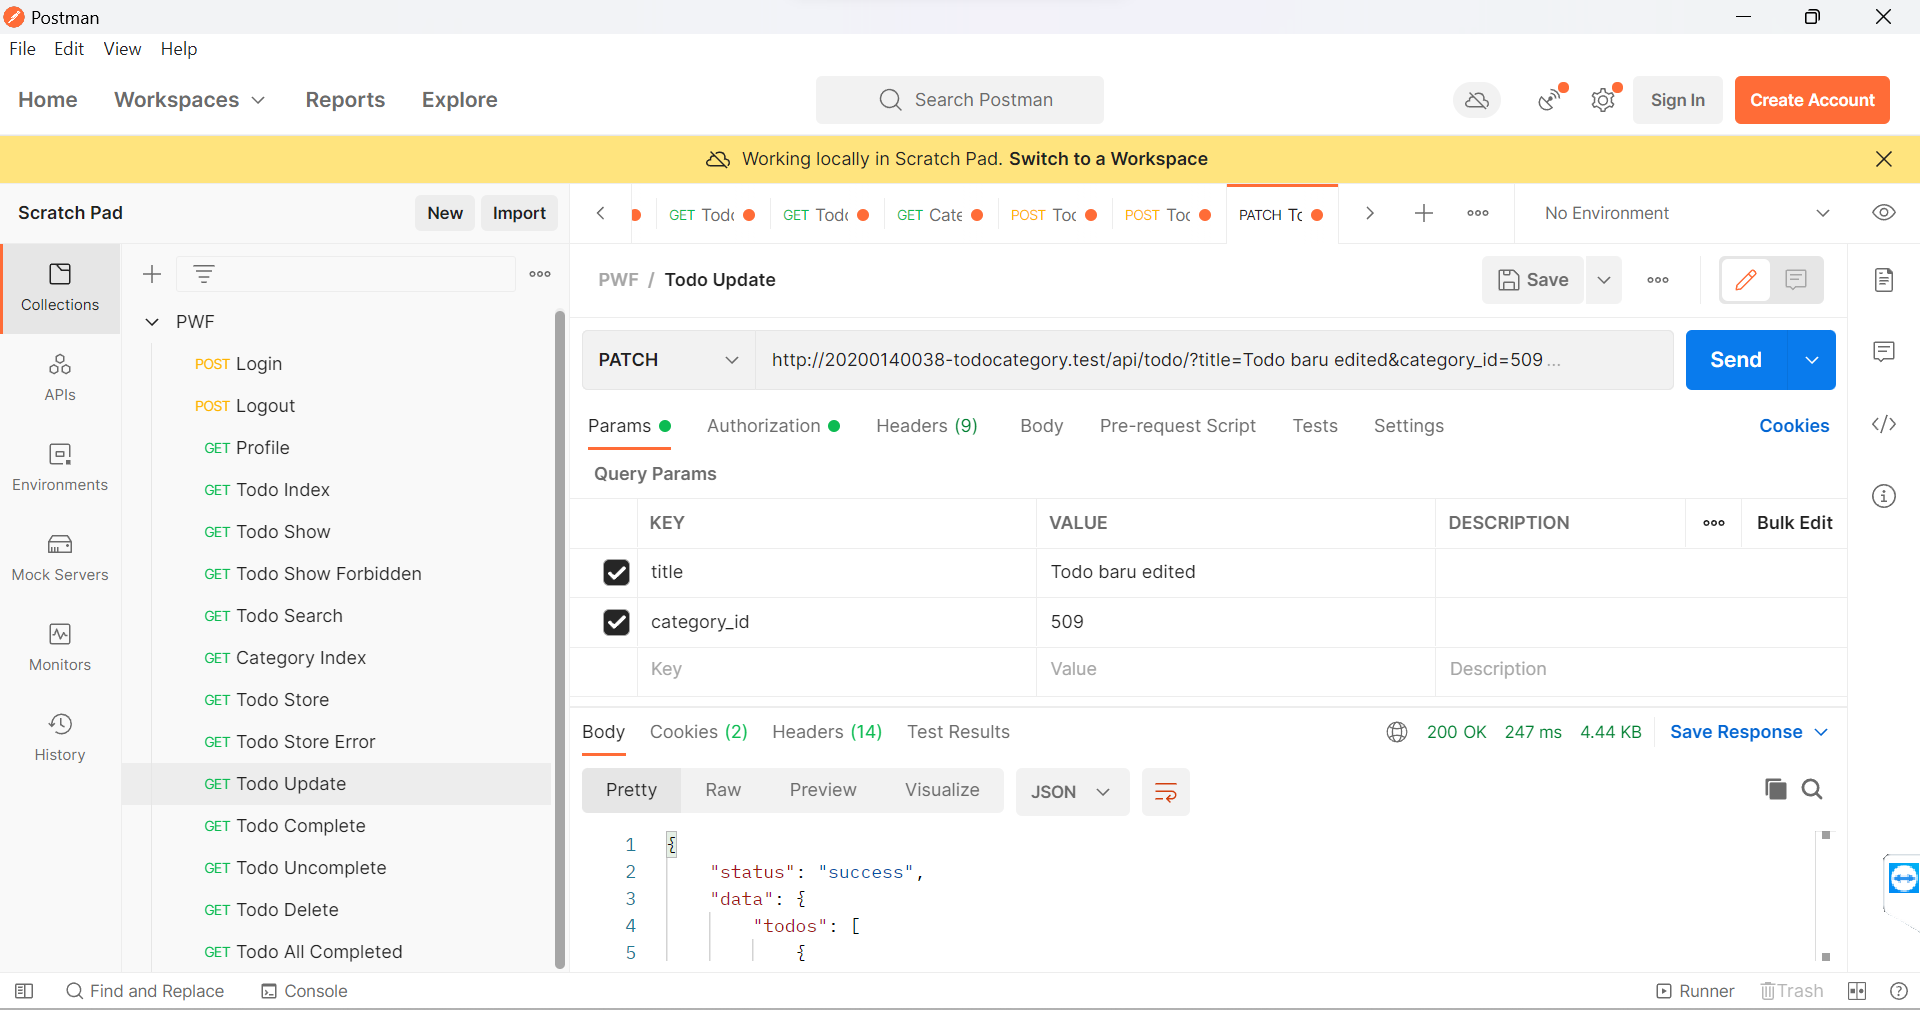 Postman
File Edit View Help
Home Workspaces Reports Explore Search Postman Sign In Create Account
Working locally in Scratch Pad. Switch to a Workspace
Scratch Pad New Import
GET Todo GET Todo GET Cate POST Toc POST Toc PATCH To No Environment
Collections
APIs
Environments
Mock Servers
Monitors
History
PWF
POST Login
POST Logout
GET Profile
GET Todo Index
GET Todo Show
GET Todo Show Forbidden
GET Todo Search
GET Category Index
GET Todo Store
GET Todo Store Error
GET Todo Update
GET Todo Complete
GET Todo Uncomplete
GET Todo Delete
GET Todo All Completed
PWF / Todo Update Save
PATCH http://20200140038-todocategory.test/api/todo/?title=Todo baru edited&category_id=509 ... Send
Params Authorization Headers (9) Body Pre-request Script Tests Settings Cookies
Query Params
KEY VALUE DESCRIPTION Bulk Edit
title Todo baru edited
category_id 509
Key Value Description
Body Cookies (2) Headers (14) Test Results 200 OK 247 ms 4.44 KB Save Response
Pretty Raw Preview Visualize JSON
1 {
2 "status": "success",
3 "data": {
4 "todos": [
5 {
Find and Replace Console Runner Trash